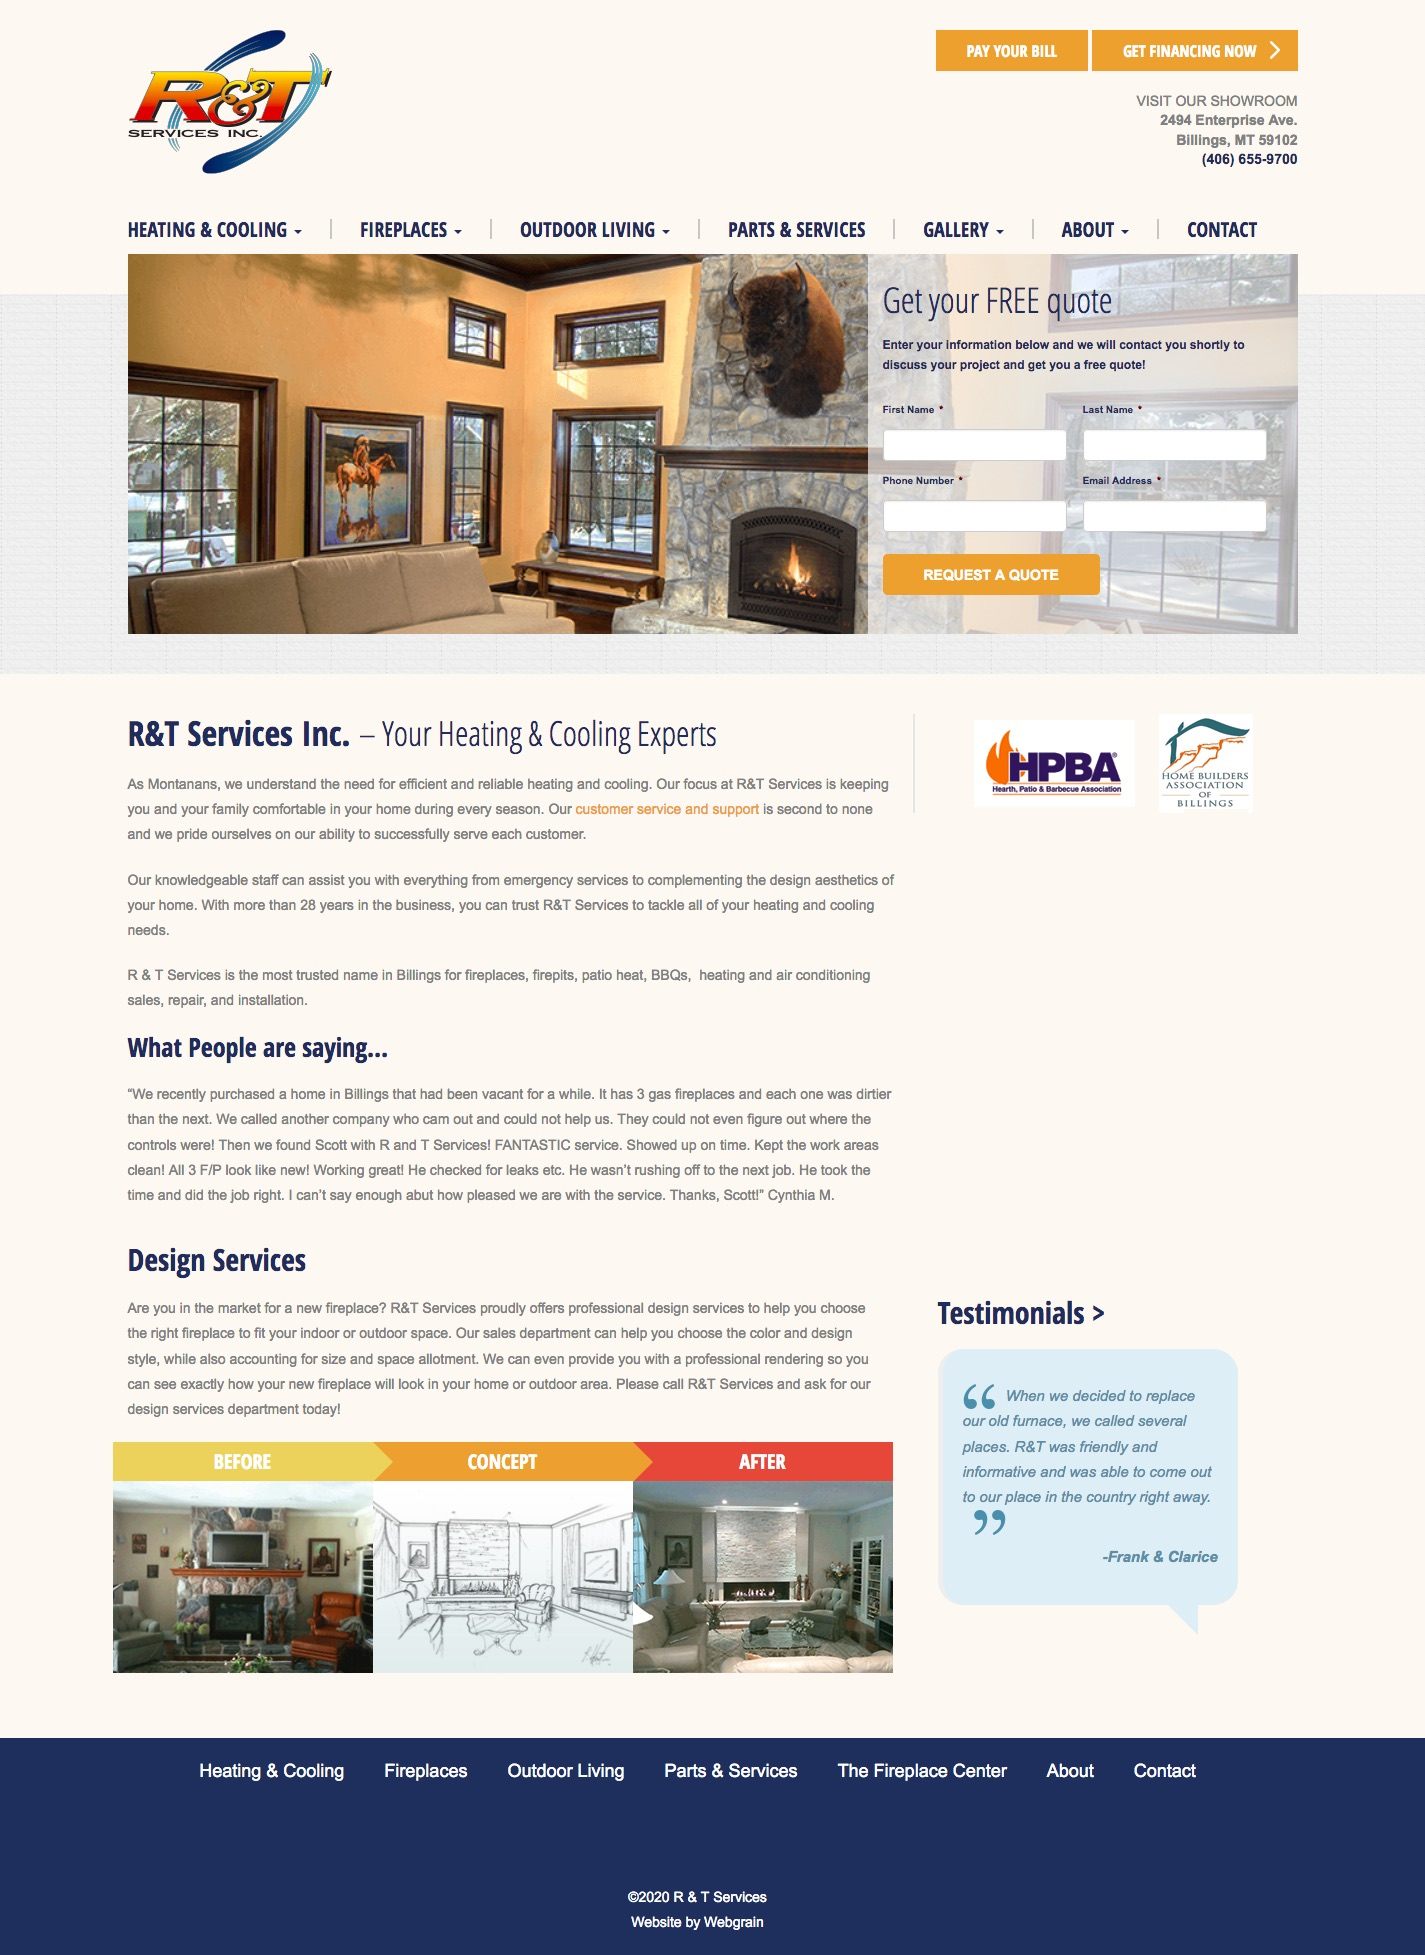 R&T
SERVICES INC.
PAY YOUR BILL
GET FINANCING NOW
VISIT OUR SHOWROOM
2494 Enterprise Ave.
Billings, MT 59102
(406) 655-9700
HEATING & COOLING
FIREPLACES
OUTDOOR LIVING
PARTS & SERVICES
GALLERY
ABOUT
CONTACT
Get your FREE quote
Enter your information below and we will contact you shortly to
discuss your project and get you a free quote!
First Name *
Last Name *
Phone Number *
Email Address *
REQUEST A QUOTE
R&T Services Inc. – Your Heating & Cooling Experts
As Montanans, we understand the need for efficient and reliable heating and cooling. Our focus at R&T Services is keeping
you and your family comfortable in your home during every season. Our customer service and support is second to none
and we pride ourselves on our ability to successfully serve each customer.
Our knowledgeable staff can assist you with everything from emergency services to complementing the design aesthetics of
your home. With more than 28 years in the business, you can trust R&T Services to tackle all of your heating and cooling
needs.
R & T Services is the most trusted name in Billings for fireplaces, firepits, patio heat, BBQs,  heating and air conditioning
sales, repair, and installation.
HPBA
Hearth, Patio & Barbecue Association
HOME BUILDERS
ASSOCIATION
OF
BILLINGS
What People are saying...
“We recently purchased a home in Billings that had been vacant for a while. It has 3 gas fireplaces and each one was dirtier
than the next. We called another company who cam out and could not help us. They could not even figure out where the
controls were! Then we found Scott with R and T Services! FANTASTIC service. Showed up on time. Kept the work areas
clean! All 3 F/P look like new! Working great! He checked for leaks etc. He wasn’t rushing off to the next job. He took the
time and did the job right. I can’t say enough abut how pleased we are with the service. Thanks, Scott!” Cynthia M.
Design Services
Are you in the market for a new fireplace? R&T Services proudly offers professional design services to help you choose
the right fireplace to fit your indoor or outdoor space. Our sales department can help you choose the color and design
style, while also accounting for size and space allotment. We can even provide you with a professional rendering so you
can see exactly how your new fireplace will look in your home or outdoor area. Please call R&T Services and ask for our
design services department today!
BEFORE
CONCEPT
AFTER
Testimonials >
“ When we decided to replace
our old furnace, we called several
places. R&T was friendly and
informative and was able to come out
to our place in the country right away.
”
-Frank & Clarice
Heating & Cooling
Fireplaces
Outdoor Living
Parts & Services
The Fireplace Center
About
Contact
©2020 R & T Services
Website by Webgrain